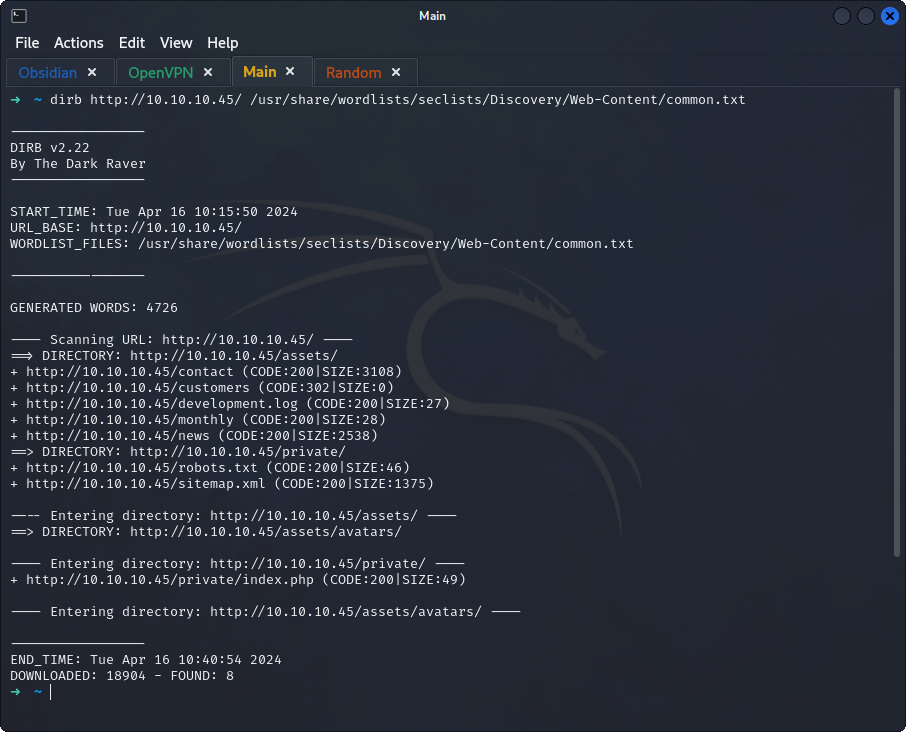 Main
File Actions Edit View Help
Obsidian × OpenVPN × Main × Random ×
→ ~ dirb http://10.10.10.45/ /usr/share/wordlists/seclists/Discovery/Web-Content/common.txt
-----------------
DIRB v2.22
By The Dark Raver
-----------------
START_TIME: Tue Apr 16 10:15:50 2024
URL_BASE: http://10.10.10.45/
WORDLIST_FILES: /usr/share/wordlists/seclists/Discovery/Web-Content/common.txt
-----------------
GENERATED WORDS: 4726
---- Scanning URL: http://10.10.10.45/ ----
==> DIRECTORY: http://10.10.10.45/assets/
+ http://10.10.10.45/contact (CODE:200|SIZE:3108)
+ http://10.10.10.45/customers (CODE:302|SIZE:0)
+ http://10.10.10.45/development.log (CODE:200|SIZE:27)
+ http://10.10.10.45/monthly (CODE:200|SIZE:28)
+ http://10.10.10.45/news (CODE:200|SIZE:2538)
==> DIRECTORY: http://10.10.10.45/private/
+ http://10.10.10.45/robots.txt (CODE:200|SIZE:46)
+ http://10.10.10.45/sitemap.xml (CODE:200|SIZE:1375)
---- Entering directory: http://10.10.10.45/assets/ ----
==> DIRECTORY: http://10.10.10.45/assets/avatars/
---- Entering directory: http://10.10.10.45/private/ ----
+ http://10.10.10.45/private/index.php (CODE:200|SIZE:49)
---- Entering directory: http://10.10.10.45/assets/avatars/ ----
-----------------
END_TIME: Tue Apr 16 10:40:54 2024
DOWNLOADED: 18904 - FOUND: 8
→ ~